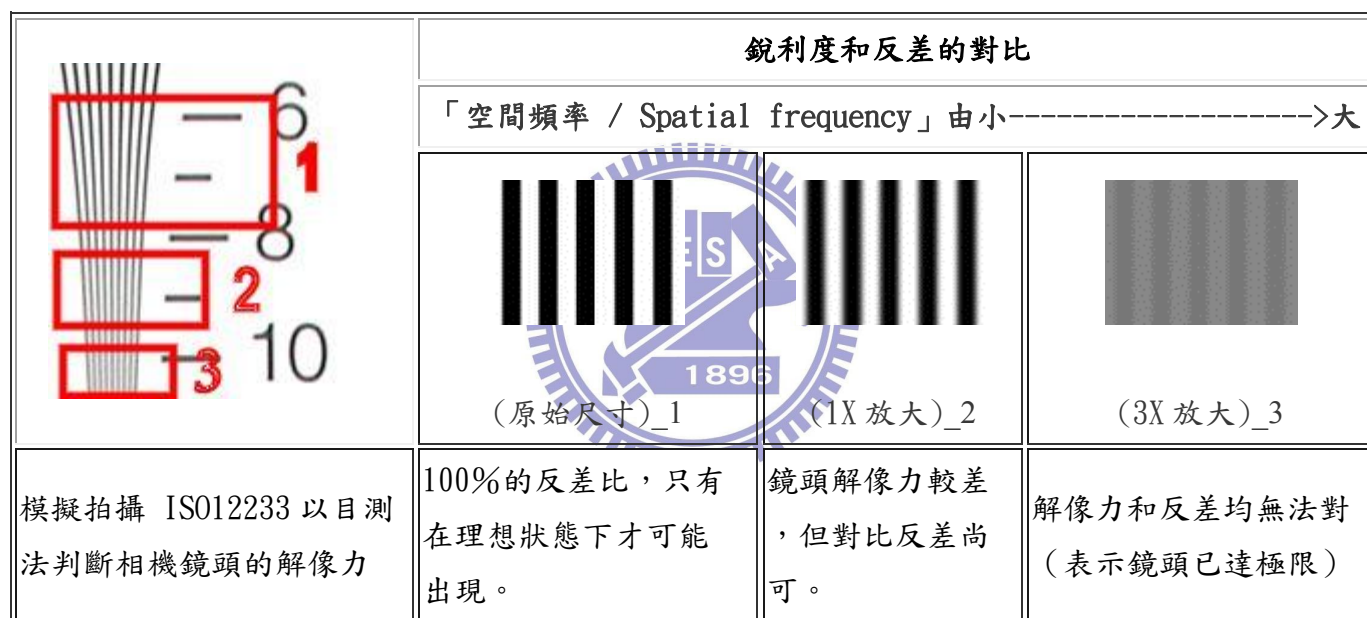 銳利度和反差的對比
「空間頻率 / Spatial frequency」由小------------------->大
6
1
8
2
10
3
ESA
1896
(原始尺寸)_1
(1X 放大)_2
(3X 放大)_3
模擬拍攝 ISO12233 以目測
法判斷相機鏡頭的解像力
100%的反差比，只有
在理想狀態下才可能
出現。
鏡頭解像力較差
，但對比反差尚
可。
解像力和反差均無法對
（表示鏡頭已達極限）